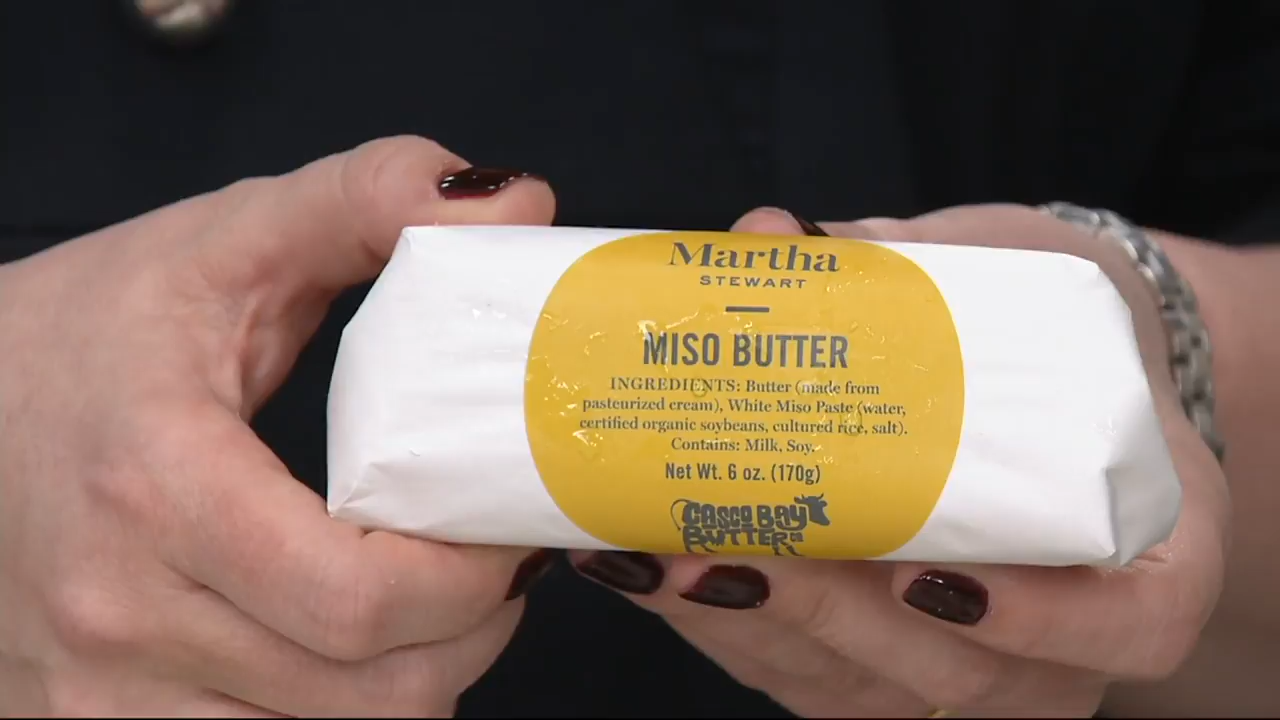 Martha
STEWART
MISO BUTTER
INGREDIENTS: Butter (made from
pasteurized cream), White Miso Paste (water,
certified organic soybeans, cultured rice, salt).
Contains: Milk, Soy.
Net Wt. 6 oz. (170g)
CASCO BAY
BUTTER CO